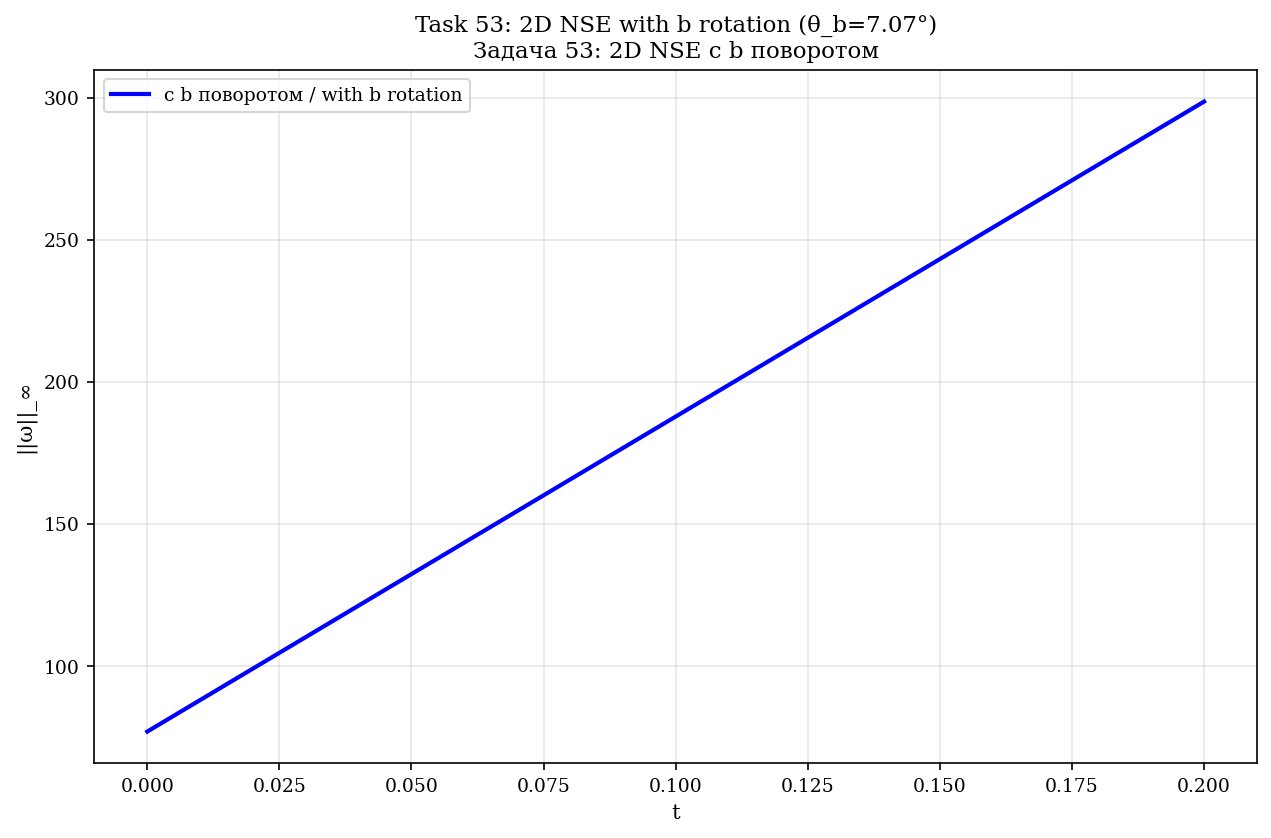 Task 53: 2D NSE with b rotation (θ_b=7.07°)
Задача 53: 2D NSE с b поворотом
с b поворотом / with b rotation
300
250
200
150
100
||ω||_∞
0.000 0.025 0.050 0.075 0.100 0.125 0.150 0.175 0.200
t